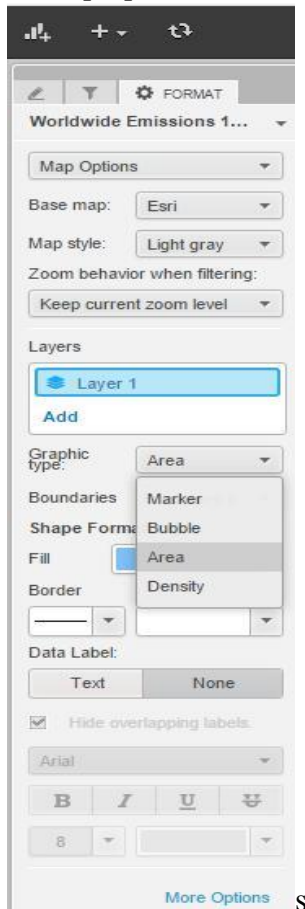 FORMAT
Worldwide Emissions 1...
Map Options
Base map: Esri
Map style: Light gray
Zoom behavior when filtering:
Keep current zoom level
Layers
Layer 1
Add
Graphic type: Area
Boundaries Marker
Shape Forma Bubble
Fill Area
Border Density
Data Label:
Text None
Hide overlapping labels.
Arial
B I U U
8
More Options
s